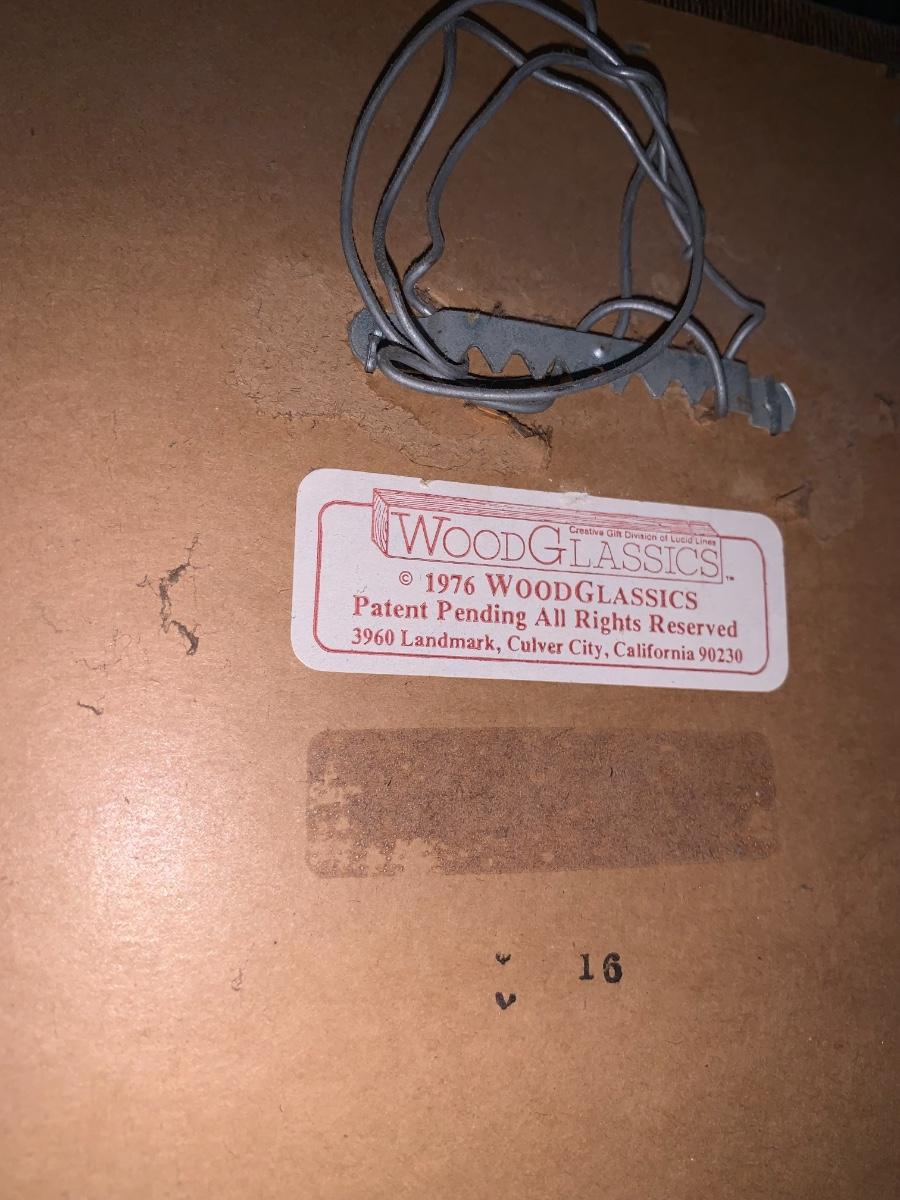 Creative Gift Division of Lucid Lines
WOODGLASSICS™
© 1976 WOODGLASSICS
Patent Pending All Rights Reserved
3960 Landmark, Culver City, California 90230
16